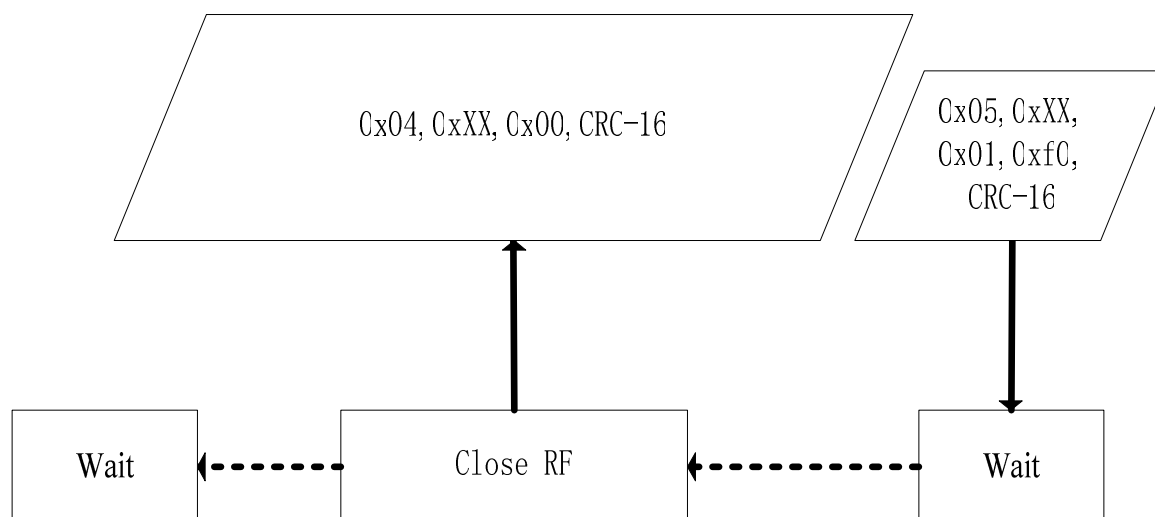 0x04, 0xXX, 0x00, CRC-16
0x05, 0xXX,
0x01, 0xf0,
CRC-16
Wait
Close RF
Wait